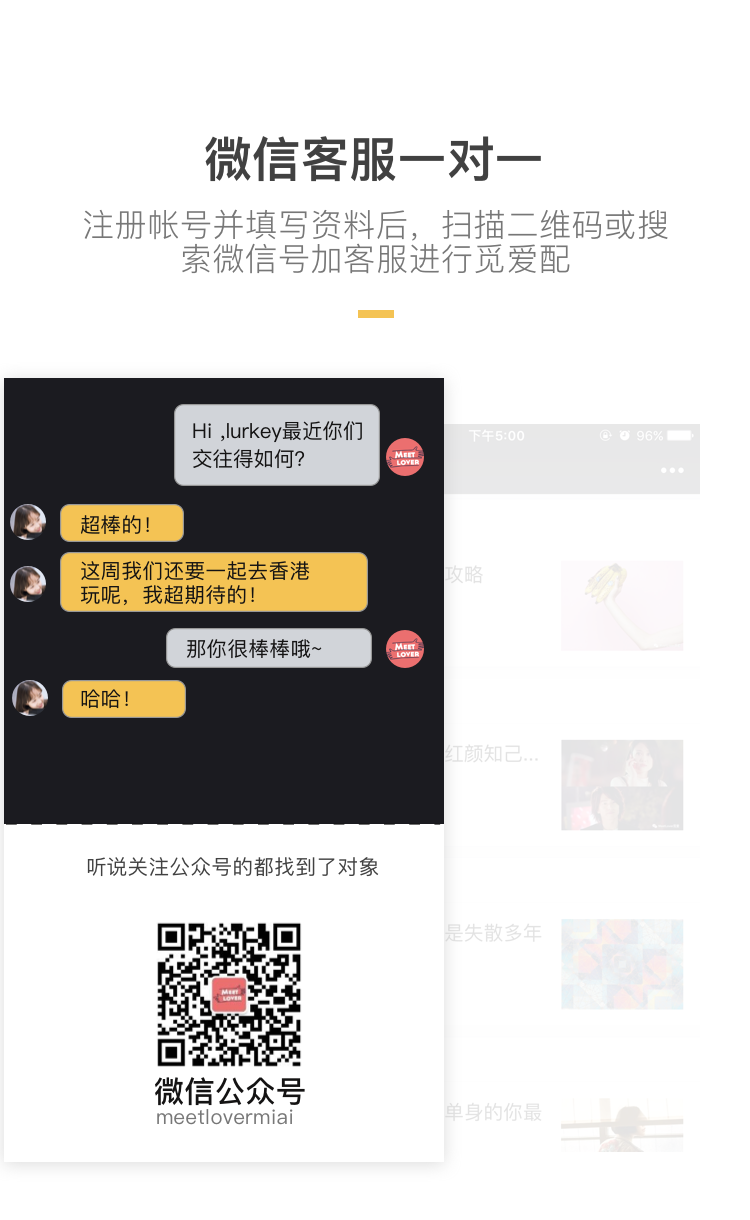 微信客服一对一
注册帐号并填写资料后，扫描二维码或搜
索微信号加客服进行觅爱配
下午5:00
96%
Hi ,lurkey最近你们
交往得如何？
MEET
LOVER
超棒的！
这周我们还要一起去香港
玩呢，我超期待的！
攻略
那你很棒棒哦~
MEET
LOVER
哈哈！
红颜知己...
听说关注公众号的都找到了对象
是失散多年
MEET
LOVER
微信公众号
meetlovermiai
单身的你最